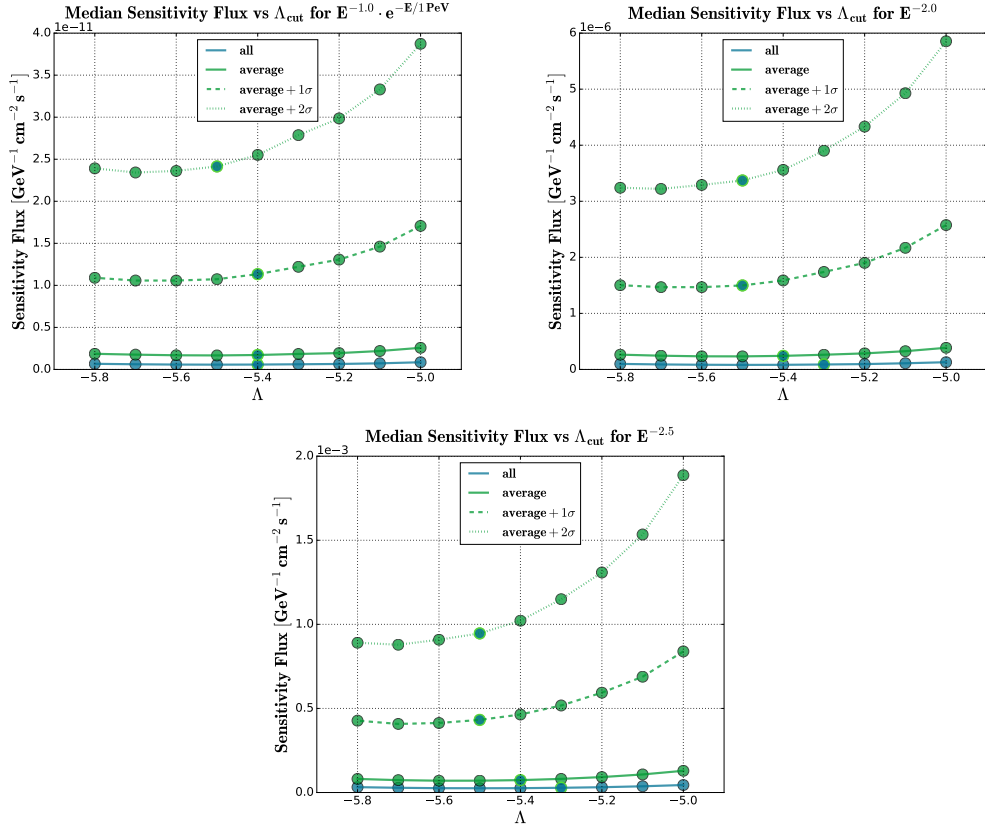 Median Sensitivity Flux vs Λcut for E^−1.0 · e^−E/1 PeV
1e−11
4.0
3.5
3.0
2.5
2.0
1.5
1.0
0.5
0.0
Sensitivity Flux [GeV^−1 cm^−2 s^−1]
all
average
average + 1σ
average + 2σ
−5.8
−5.6
−5.4
−5.2
−5.0
Λ
Median Sensitivity Flux vs Λcut for E^−2.0
1e−6
6
5
4
3
2
1
0
Sensitivity Flux [GeV^−1 cm^−2 s^−1]
all
average
average + 1σ
average + 2σ
−5.8
−5.6
−5.4
−5.2
−5.0
Λ
Median Sensitivity Flux vs Λcut for E^−2.5
1e−3
2.0
1.5
1.0
0.5
0.0
Sensitivity Flux [GeV^−1 cm^−2 s^−1]
all
average
average + 1σ
average + 2σ
−5.8
−5.6
−5.4
−5.2
−5.0
Λ